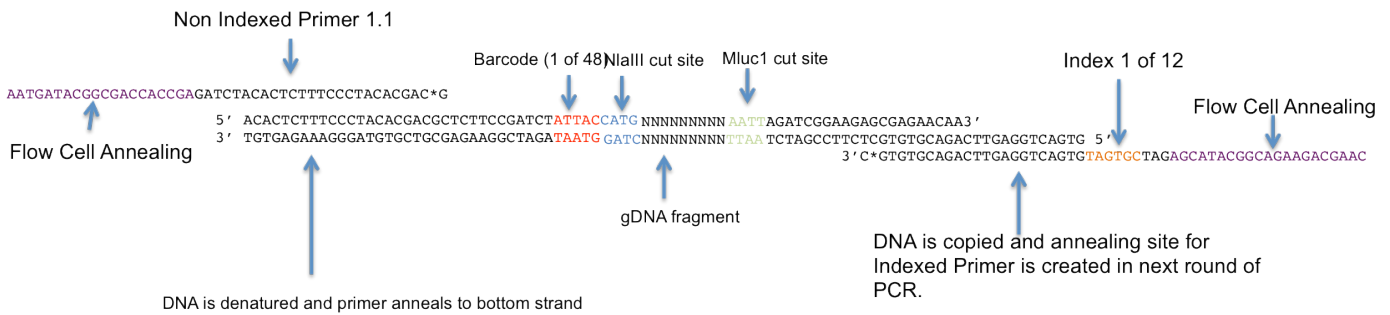 Non Indexed Primer 1.1
Barcode (1 of 48)
NlaIII cut site
Mluc1 cut site
Index 1 of 12
AATGATACGGCGACCACCGAGATCTACACTCTTTCCCTACACGAC*G
Flow Cell Annealing
5’ ACACTCTTTCCCTACACGACGCTCTTCCGATCTATTACCATGNNNNNNNNNNAATTAGATCGGAAGAGCGAGAACAA3’
3’ TGTGAGAAAGGGATGTGCTGCGAGAAGGCTAGATAATGGATCNNNNNNNNNNTTAATCTAGCCTTCTCGTGTGCAGACTTGAGGTCAGTG 5’
Flow Cell Annealing
3’C*GTGTGCAGACTTGAGGTCAGTGTAGTGCTAGAGCATACGGCAGAAGACGAAC
gDNA fragment
DNA is copied and annealing site for
Indexed Primer is created in next round of
PCR.
DNA is denatured and primer anneals to bottom strand